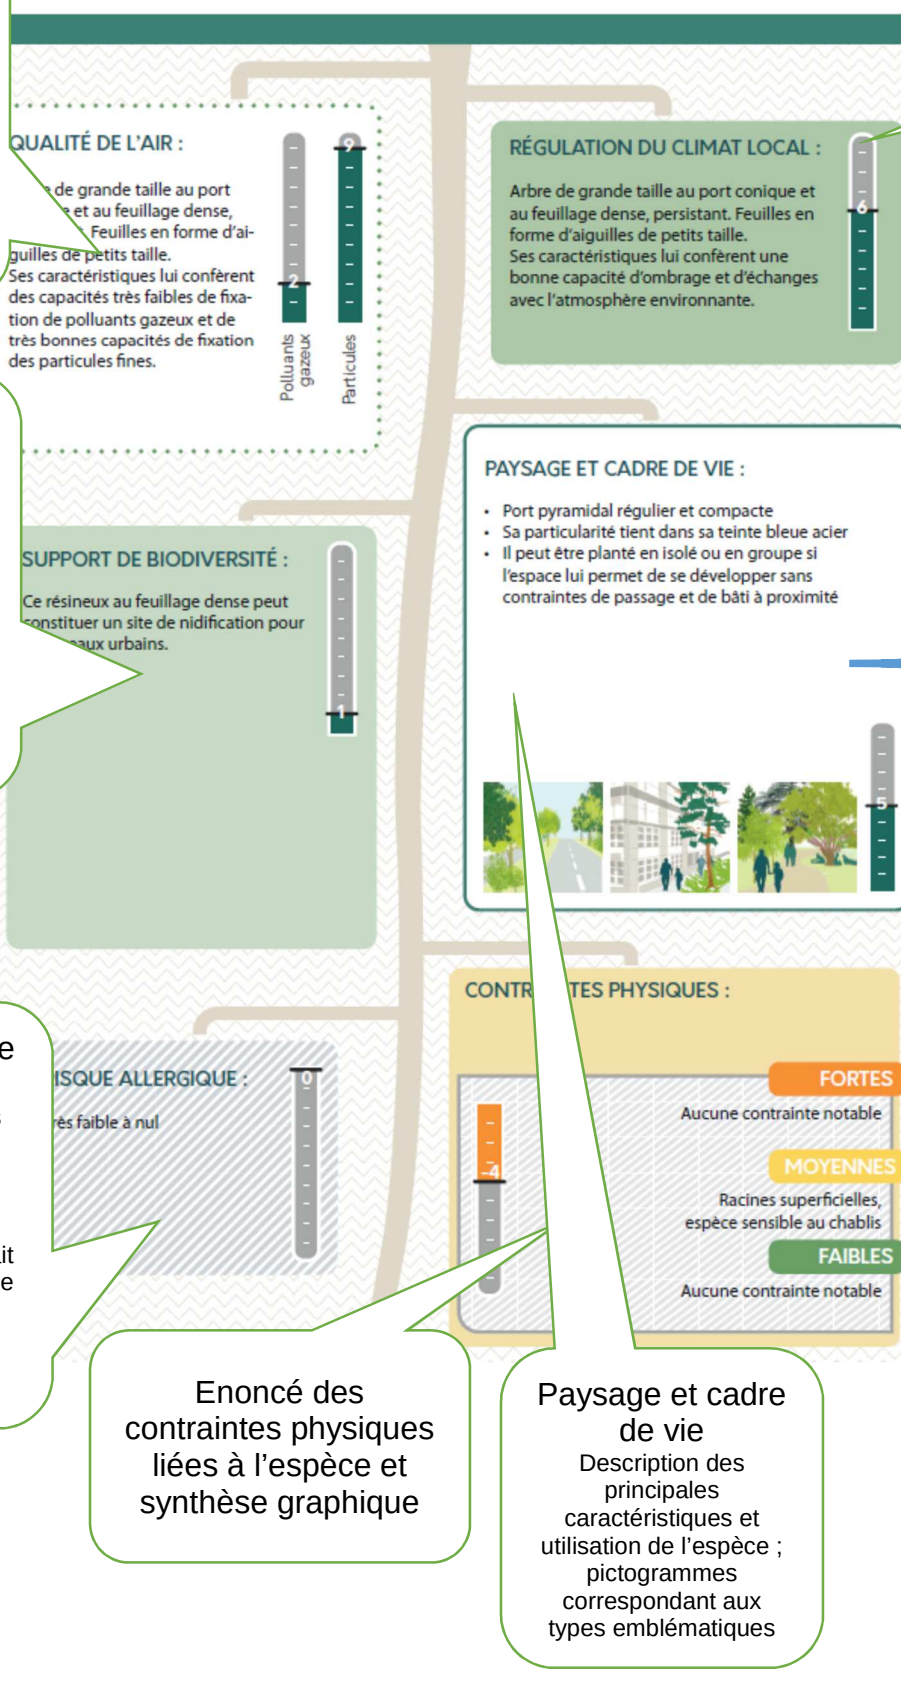 QUALITÉ DE L'AIR :
de grande taille au port
et au feuillage dense,
Feuilles en forme d'ai-
guilles de petits taille.
Ses caractéristiques lui confèrent
des capacités très faibles de fixa-
tion de polluants gazeux et de
très bonnes capacités de fixation
des particules fines.
2
9
Polluants
gazeux
Particules
RÉGULATION DU CLIMAT LOCAL :
Arbre de grande taille au port conique et
au feuillage dense, persistant. Feuilles en
forme d'aiguilles de petits taille.
Ses caractéristiques lui confèrent une
bonne capacité d'ombrage et d'échanges
avec l'atmosphère environnante.
6
SUPPORT DE BIODIVERSITÉ :
Ce résineux au feuillage dense peut
constituer un site de nidification pour
urbains.
1
PAYSAGE ET CADRE DE VIE :
• Port pyramidal régulier et compacte
• Sa particularité tient dans sa teinte bleue acier
• Il peut être planté en isolé ou en groupe si
l'espace lui permet de se développer sans
contraintes de passage et de bâti à proximité
5
RISQUE ALLERGIQUE :
Très faible à nul
0
CONTRAINTES PHYSIQUES :
-4
FORTES
Aucune contrainte notable
MOYENNES
Racines superficielles,
espèce sensible au chablis
FAIBLES
Aucune contrainte notable
Enoncé des
contraintes physiques
liées à l'espèce et
synthèse graphique
Paysage et cadre
de vie
Description des
principales
caractéristiques et
utilisation de l'espèce ;
pictogrammes
correspondant aux
types emblématiques